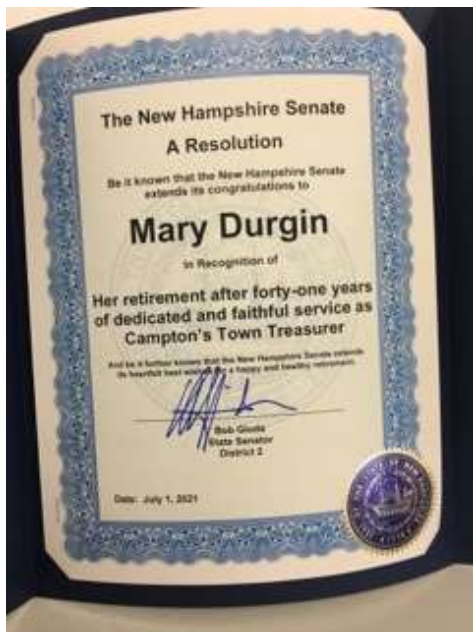 The New Hampshire Senate
A Resolution
Be it known that the New Hampshire Senate
extends its congratulations to
Mary Durgin
in Recognition of
Her retirement after forty-one years
of dedicated and faithful service as
Campton's Town Treasurer
And be it further known that the New Hampshire Senate extends
its heartfelt best wishes for a happy and healthy retirement.
Bob Giuda
State Senator
District 2
Date: July 1, 2021